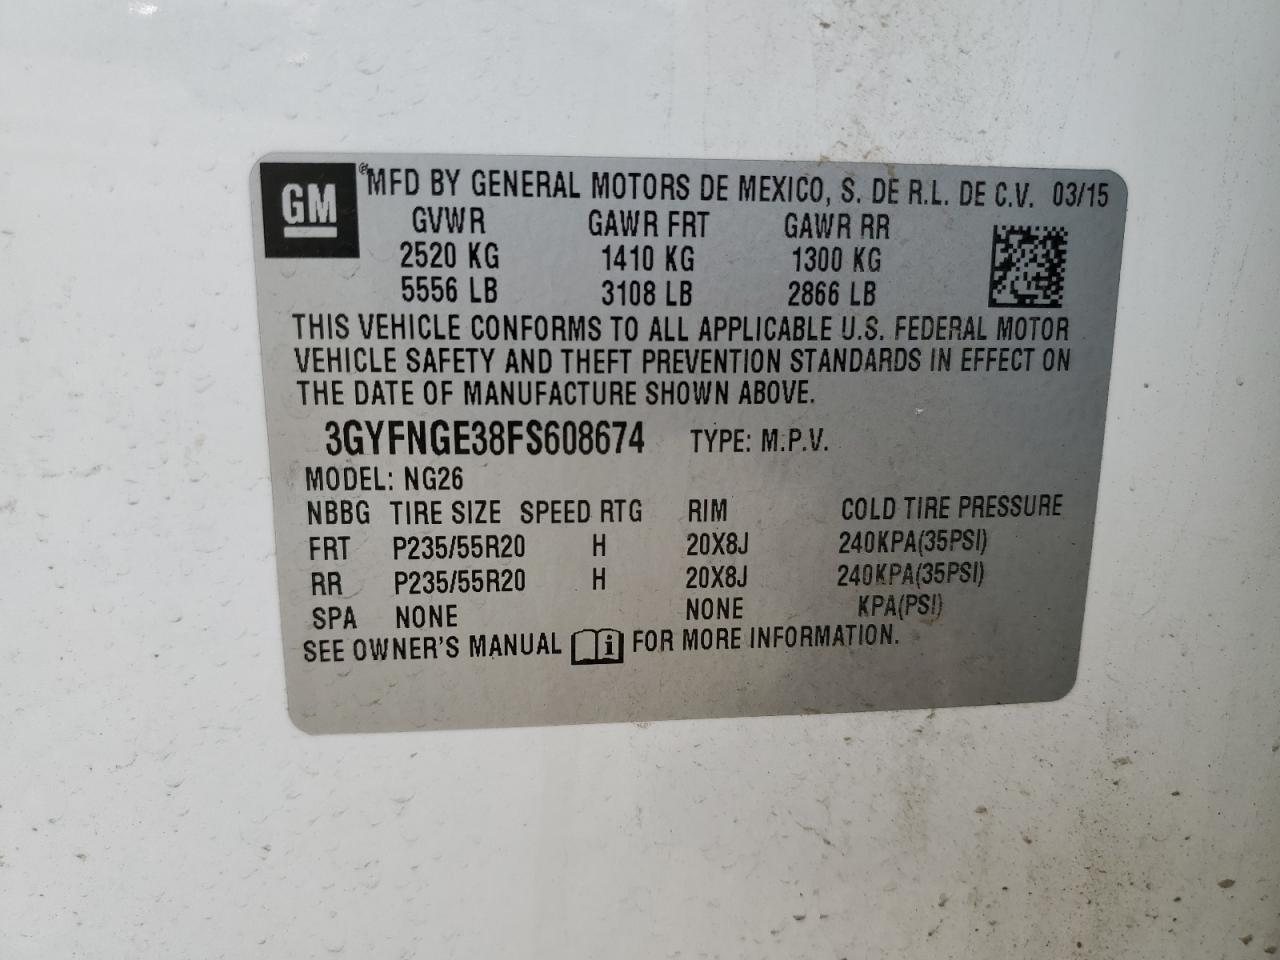 GM ® MFD BY GENERAL MOTORS DE MEXICO, S. DE R.L. DE C.V. 03/15
GVWR GAWR FRT GAWR RR
2520 KG 1410 KG 1300 KG
5556 LB 3108 LB 2866 LB
THIS VEHICLE CONFORMS TO ALL APPLICABLE U.S. FEDERAL MOTOR
VEHICLE SAFETY AND THEFT PREVENTION STANDARDS IN EFFECT ON
THE DATE OF MANUFACTURE SHOWN ABOVE.
3GYFNGE38FS608674 TYPE: M.P.V.
MODEL: NG26
NBBG TIRE SIZE SPEED RTG RIM COLD TIRE PRESSURE
FRT P235/55R20 H 20X8J 240KPA(35PSI)
RR P235/55R20 H 20X8J 240KPA(35PSI)
SPA NONE NONE KPA(PSI)
SEE OWNER'S MANUAL i FOR MORE INFORMATION.